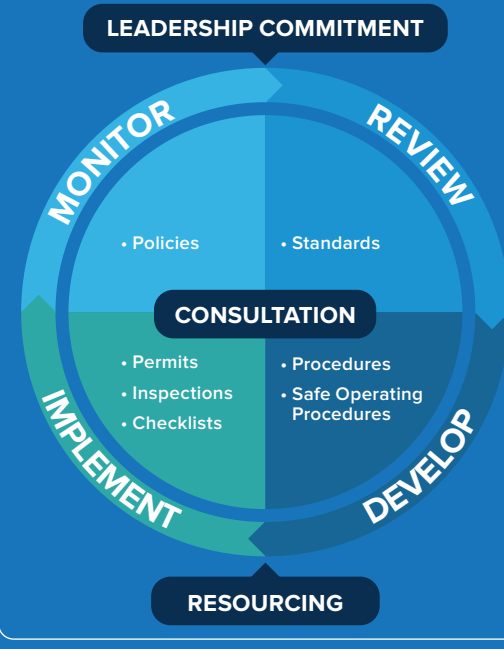 LEADERSHIP COMMITMENT
MONITOR
REVIEW
• Policies
• Standards
CONSULTATION
• Permits
• Inspections
• Checklists
• Procedures
• Safe Operating
Procedures
IMPLEMENT
DEVELOP
RESOURCING